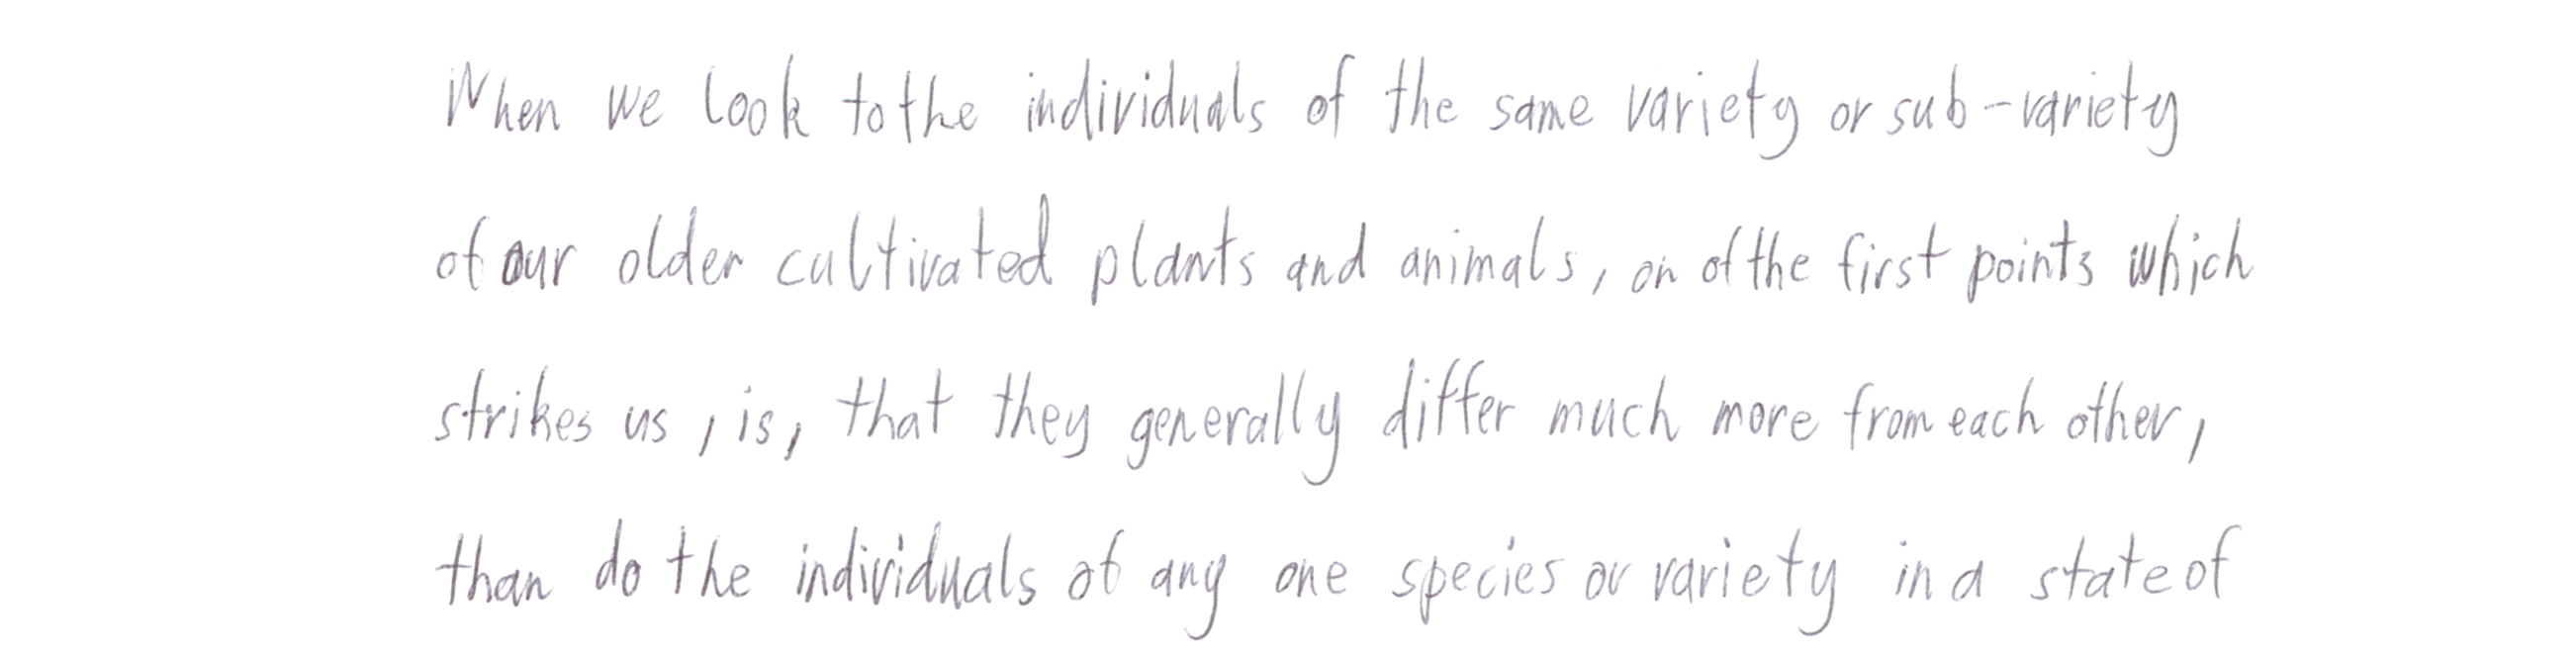 When we look to the individuals of the same variety or sub-variety
of our older cultivated plants and animals, on of the first points which
strikes us, is, that they generally differ much more from each other,
than do the individuals of any one species or variety in a state of